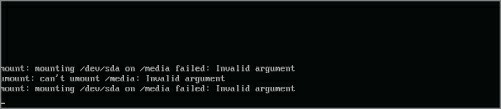 mount: mounting /dev/sda on /media failed: Invalid argument
umount: can't umount /media: Invalid argument
mount: mounting /dev/sda on /media failed: Invalid argument